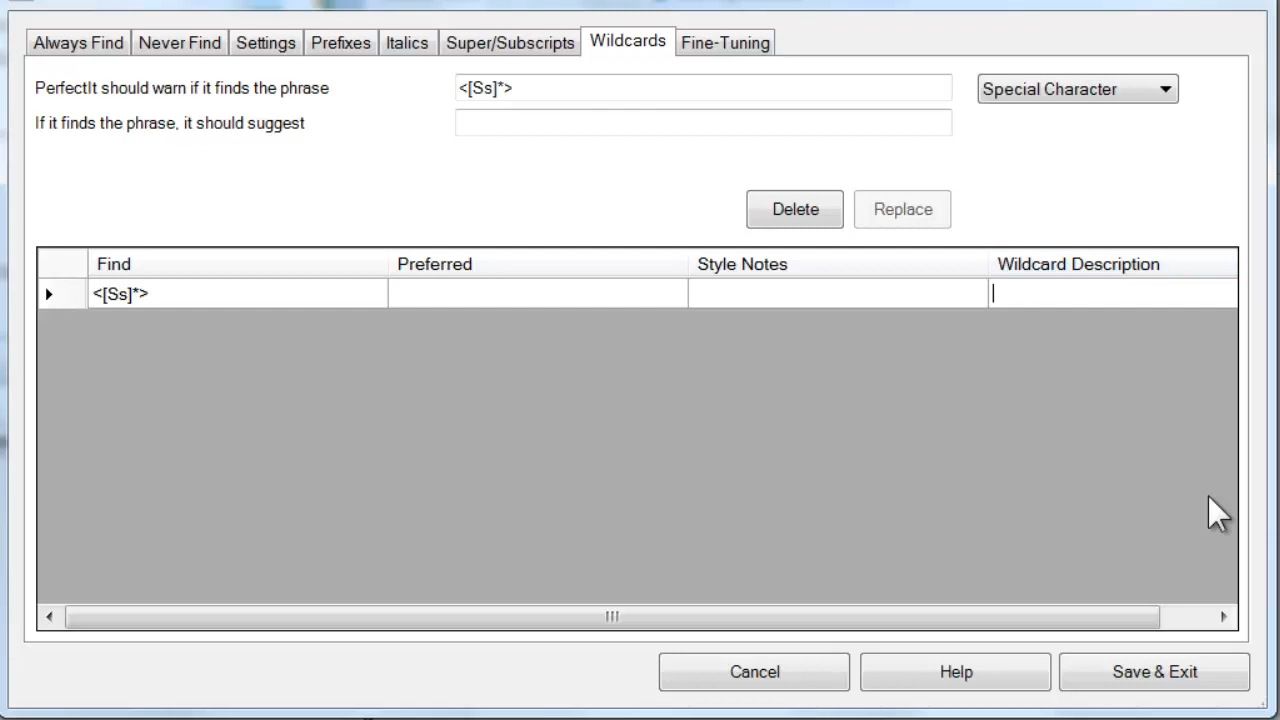 Always Find Never Find Settings Prefixes Italics Super/Subscripts Wildcards Fine-Tuning
PerfectIt should warn if it finds the phrase <[Ss]*> Special Character
If it finds the phrase, it should suggest
Delete Replace
Find Preferred Style Notes Wildcard Description
<[Ss]*>
Cancel Help Save & Exit